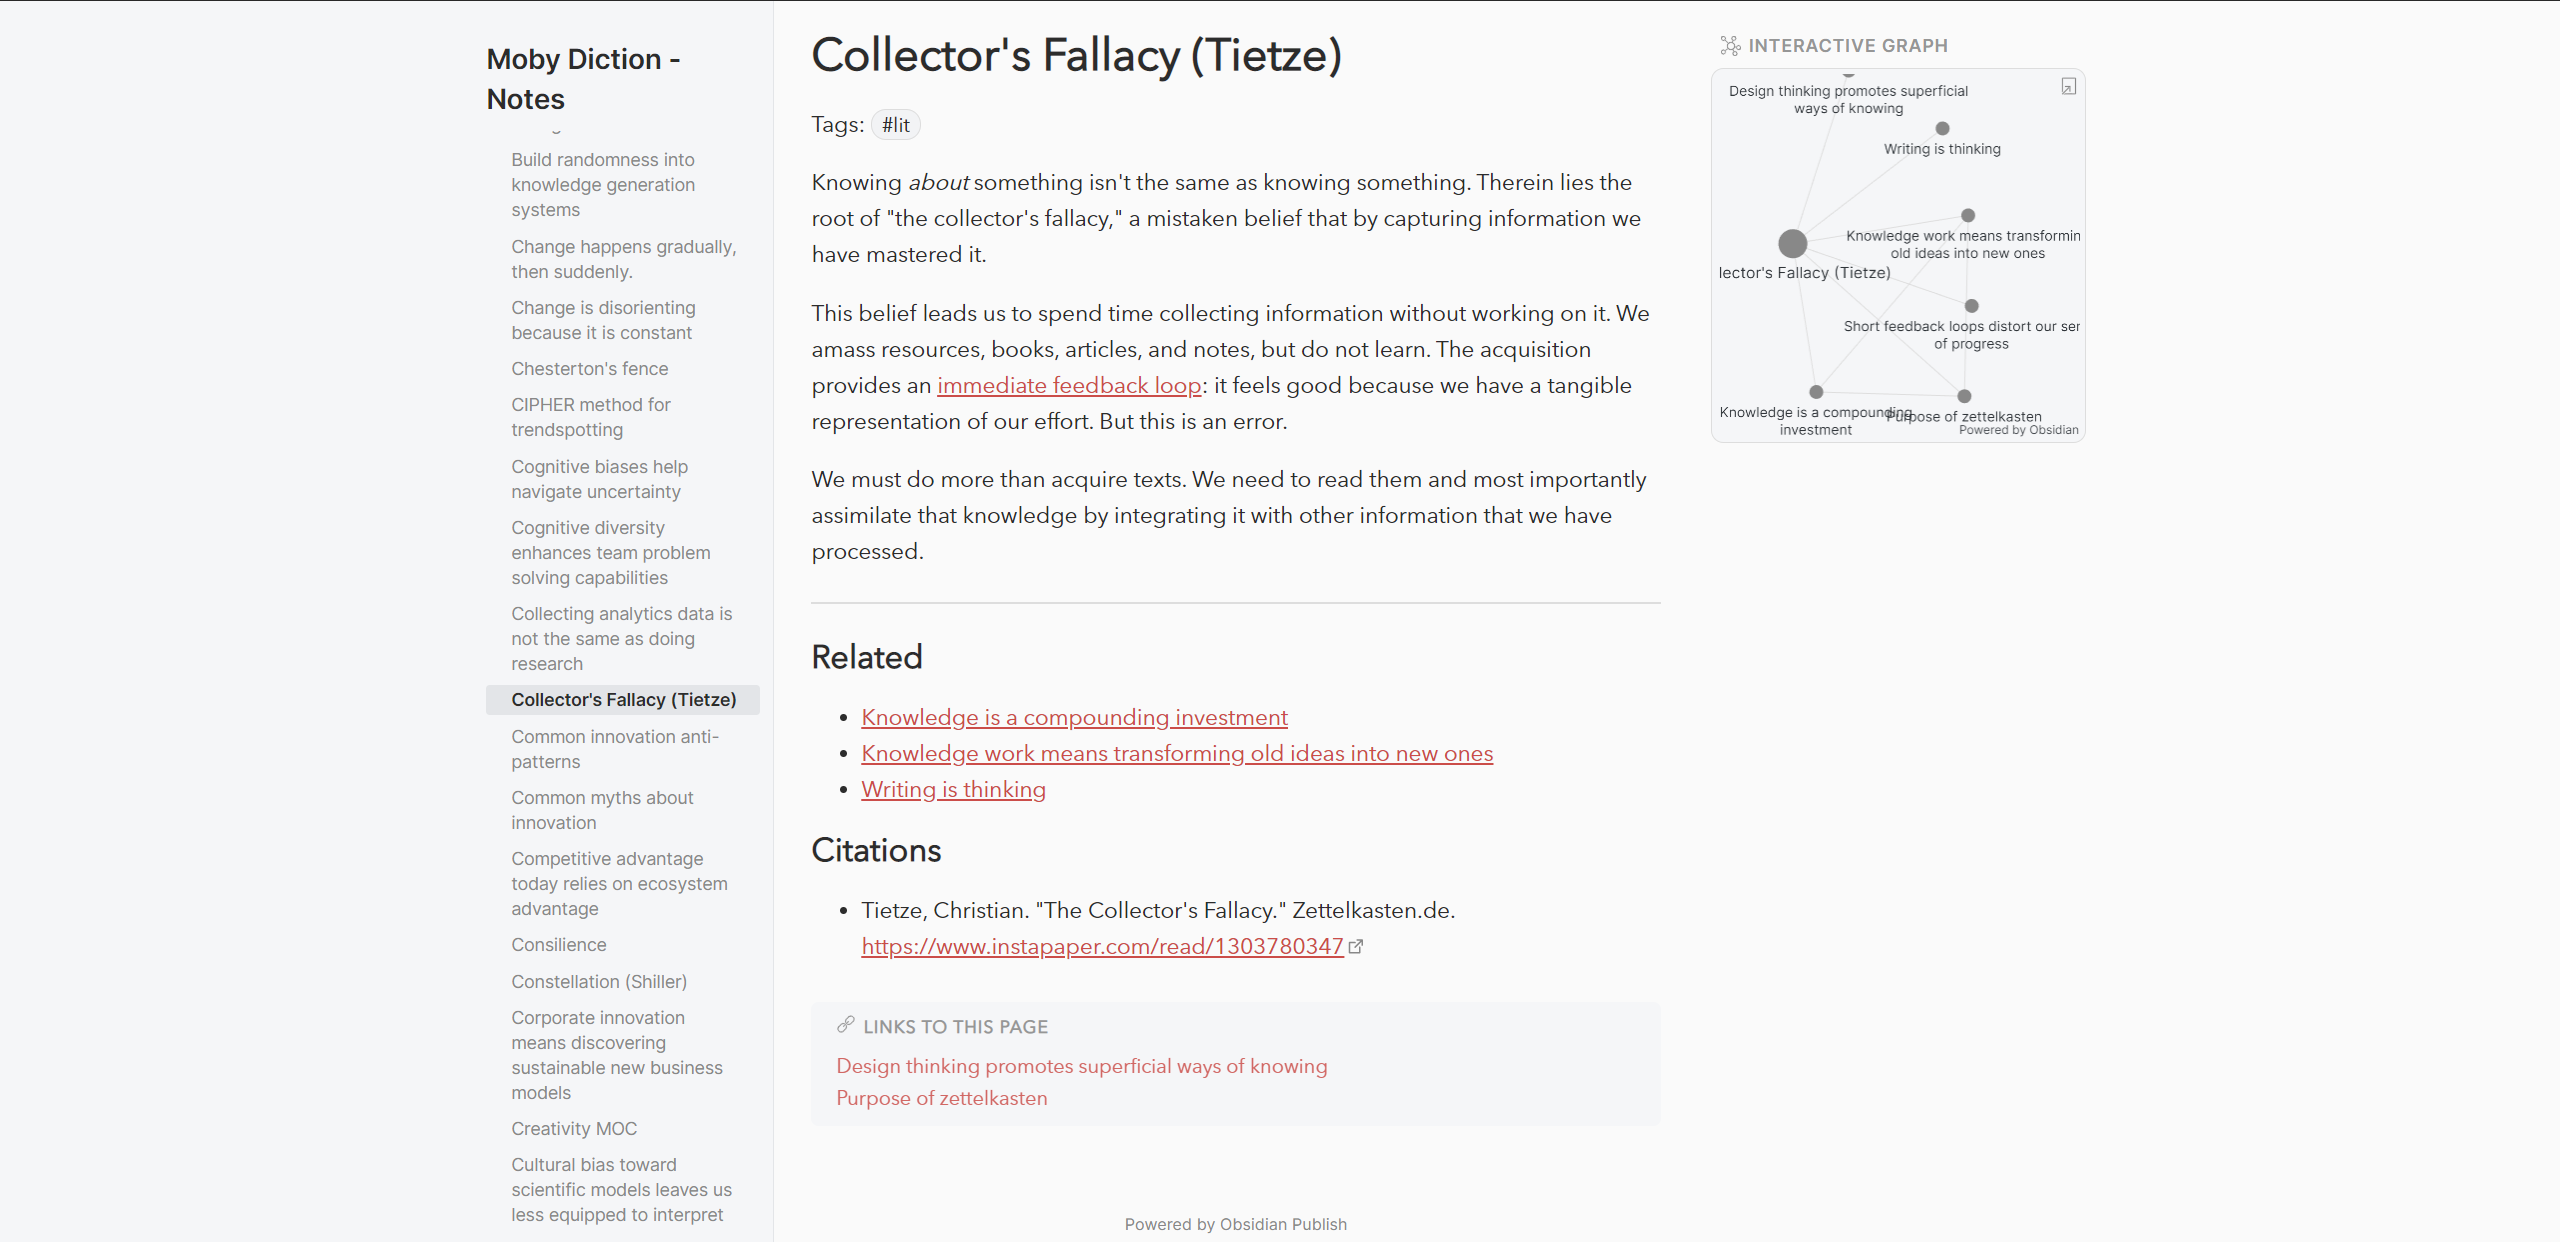 Moby Diction -
Notes
Build randomness into
knowledge generation
systems
Change happens gradually,
then suddenly.
Change is disorienting
because it is constant
Chesterton's fence
CIPHER method for
trendspotting
Cognitive biases help
navigate uncertainty
Cognitive diversity
enhances team problem
solving capabilities
Collecting analytics data is
not the same as doing
research
Collector's Fallacy (Tietze)
Common innovation anti-
patterns
Common myths about
innovation
Competitive advantage
today relies on ecosystem
advantage
Consilience
Constellation (Shiller)
Corporate innovation
means discovering
sustainable new business
models
Creativity MOC
Cultural bias toward
scientific models leaves us
less equipped to interpret
Collector's Fallacy (Tietze)
Tags: #lit
Knowing about something isn't the same as knowing something. Therein lies the
root of "the collector's fallacy," a mistaken belief that by capturing information we
have mastered it.
This belief leads us to spend time collecting information without working on it. We
amass resources, books, articles, and notes, but do not learn. The acquisition
provides an immediate feedback loop: it feels good because we have a tangible
representation of our effort. But this is an error.
We must do more than acquire texts. We need to read them and most importantly
assimilate that knowledge by integrating it with other information that we have
processed.
Related
• Knowledge is a compounding investment
• Knowledge work means transforming old ideas into new ones
• Writing is thinking
Citations
• Tietze, Christian. "The Collector's Fallacy." Zettelkasten.de.
https://www.instapaper.com/read/1303780347
LINKS TO THIS PAGE
Design thinking promotes superficial ways of knowing
Purpose of zettelkasten
Powered by Obsidian Publish
INTERACTIVE GRAPH
Design thinking promotes superficial
ways of knowing
Writing is thinking
Knowledge work means transformin
old ideas into new ones
lector's Fallacy (Tietze)
Short feedback loops distort our ser
of progress
Knowledge is a compounding
investment
Purpose of zettelkasten
Powered by Obsidian